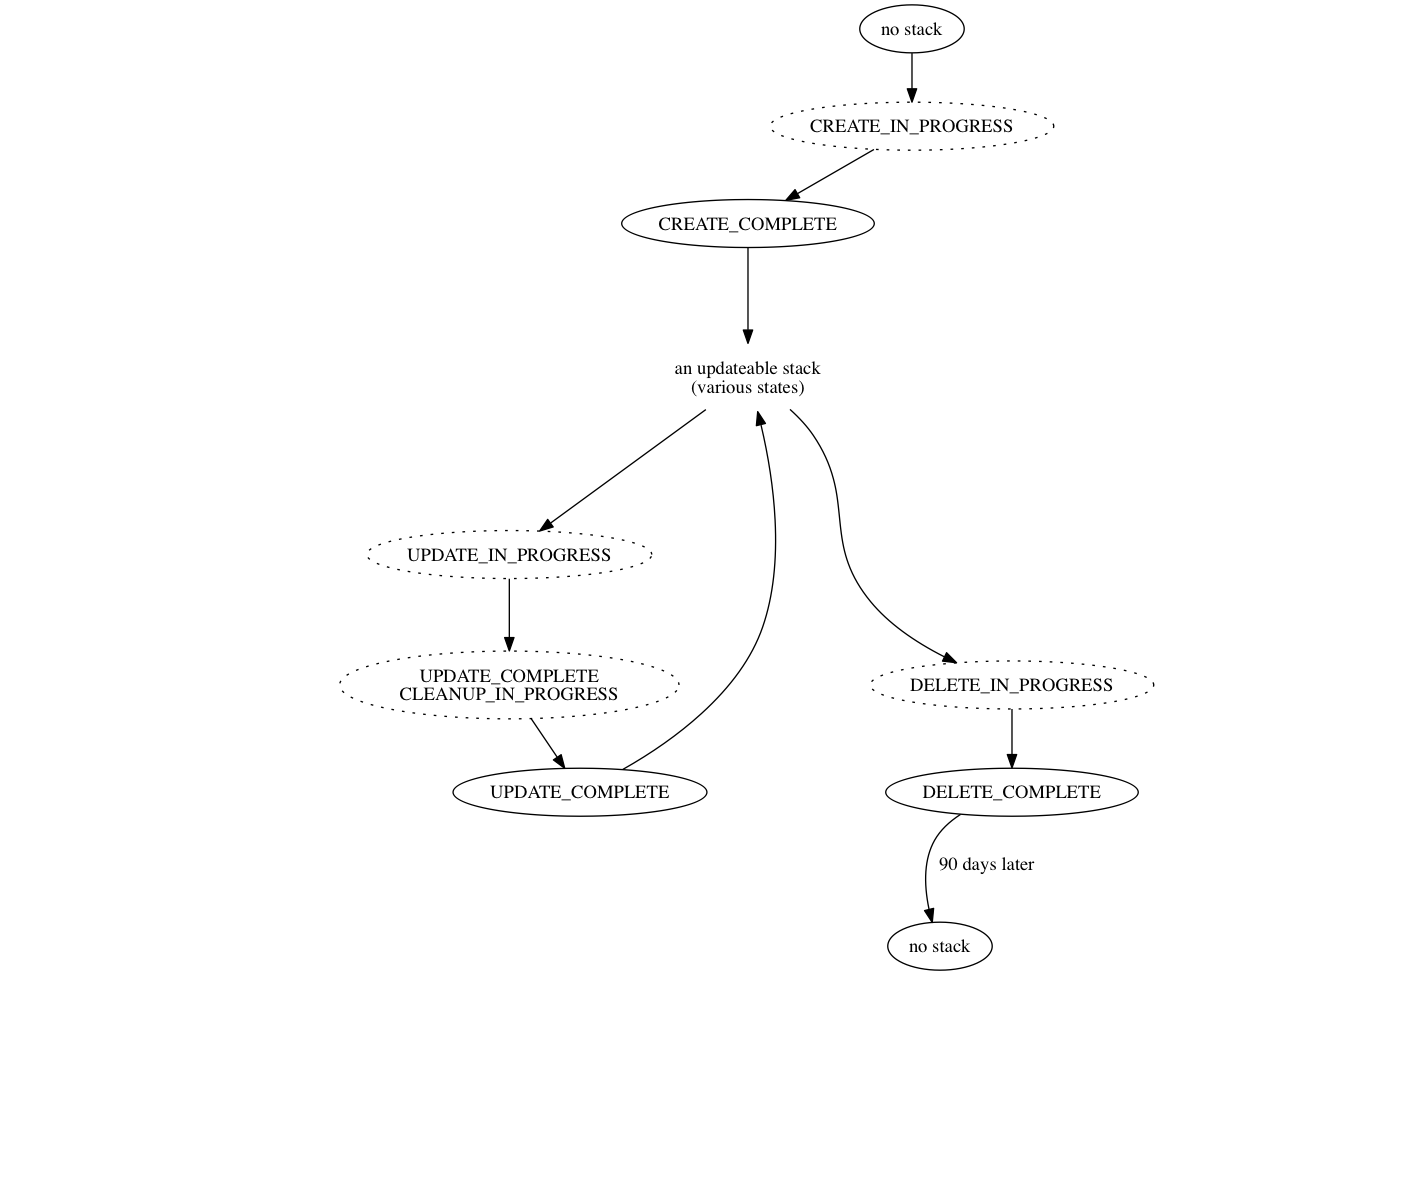 no stack
CREATE_IN_PROGRESS
CREATE_COMPLETE
an updateable stack
(various states)
UPDATE_IN_PROGRESS
UPDATE_COMPLETE
CLEANUP_IN_PROGRESS
DELETE_IN_PROGRESS
UPDATE_COMPLETE
DELETE_COMPLETE
90 days later
no stack